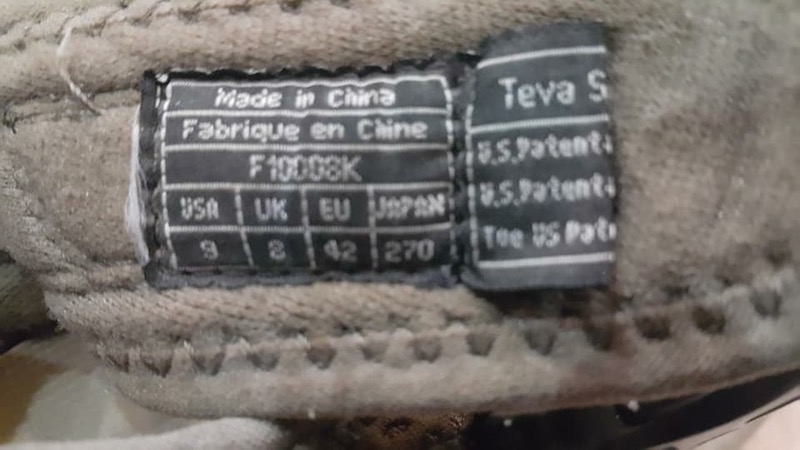 Made in China
Fabrique en Chine
F10008K
USA UK EU JAPAN
9 8 42 270
Teva S
U.S.Patent
U.S.Patent
The US Pat